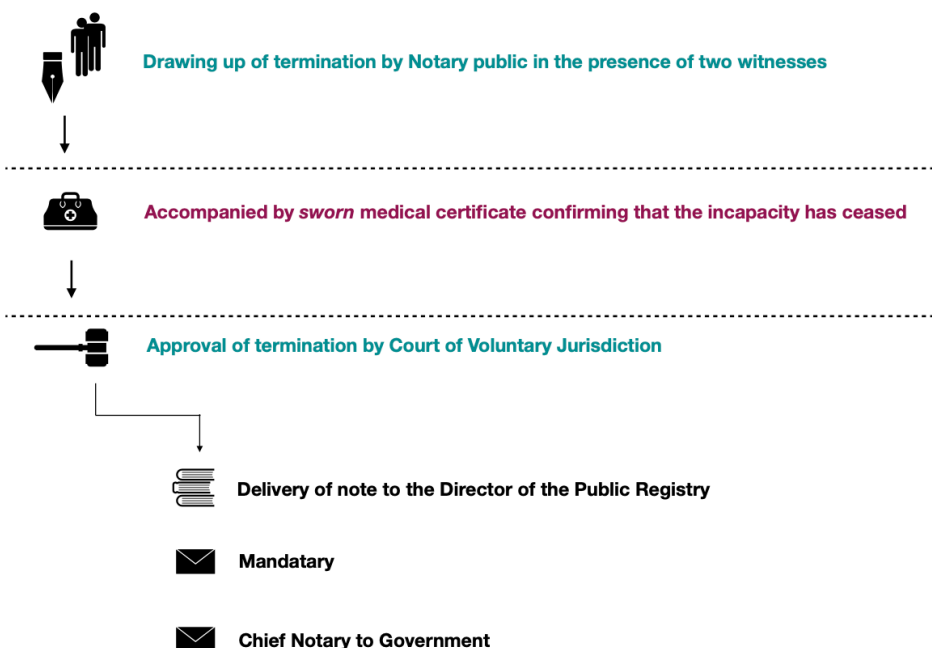 Drawing up of termination by Notary public in the presence of two witnesses
Accompanied by sworn medical certificate confirming that the incapacity has ceased
Approval of termination by Court of Voluntary Jurisdiction
Delivery of note to the Director of the Public Registry
Mandatary
Chief Notary to Government